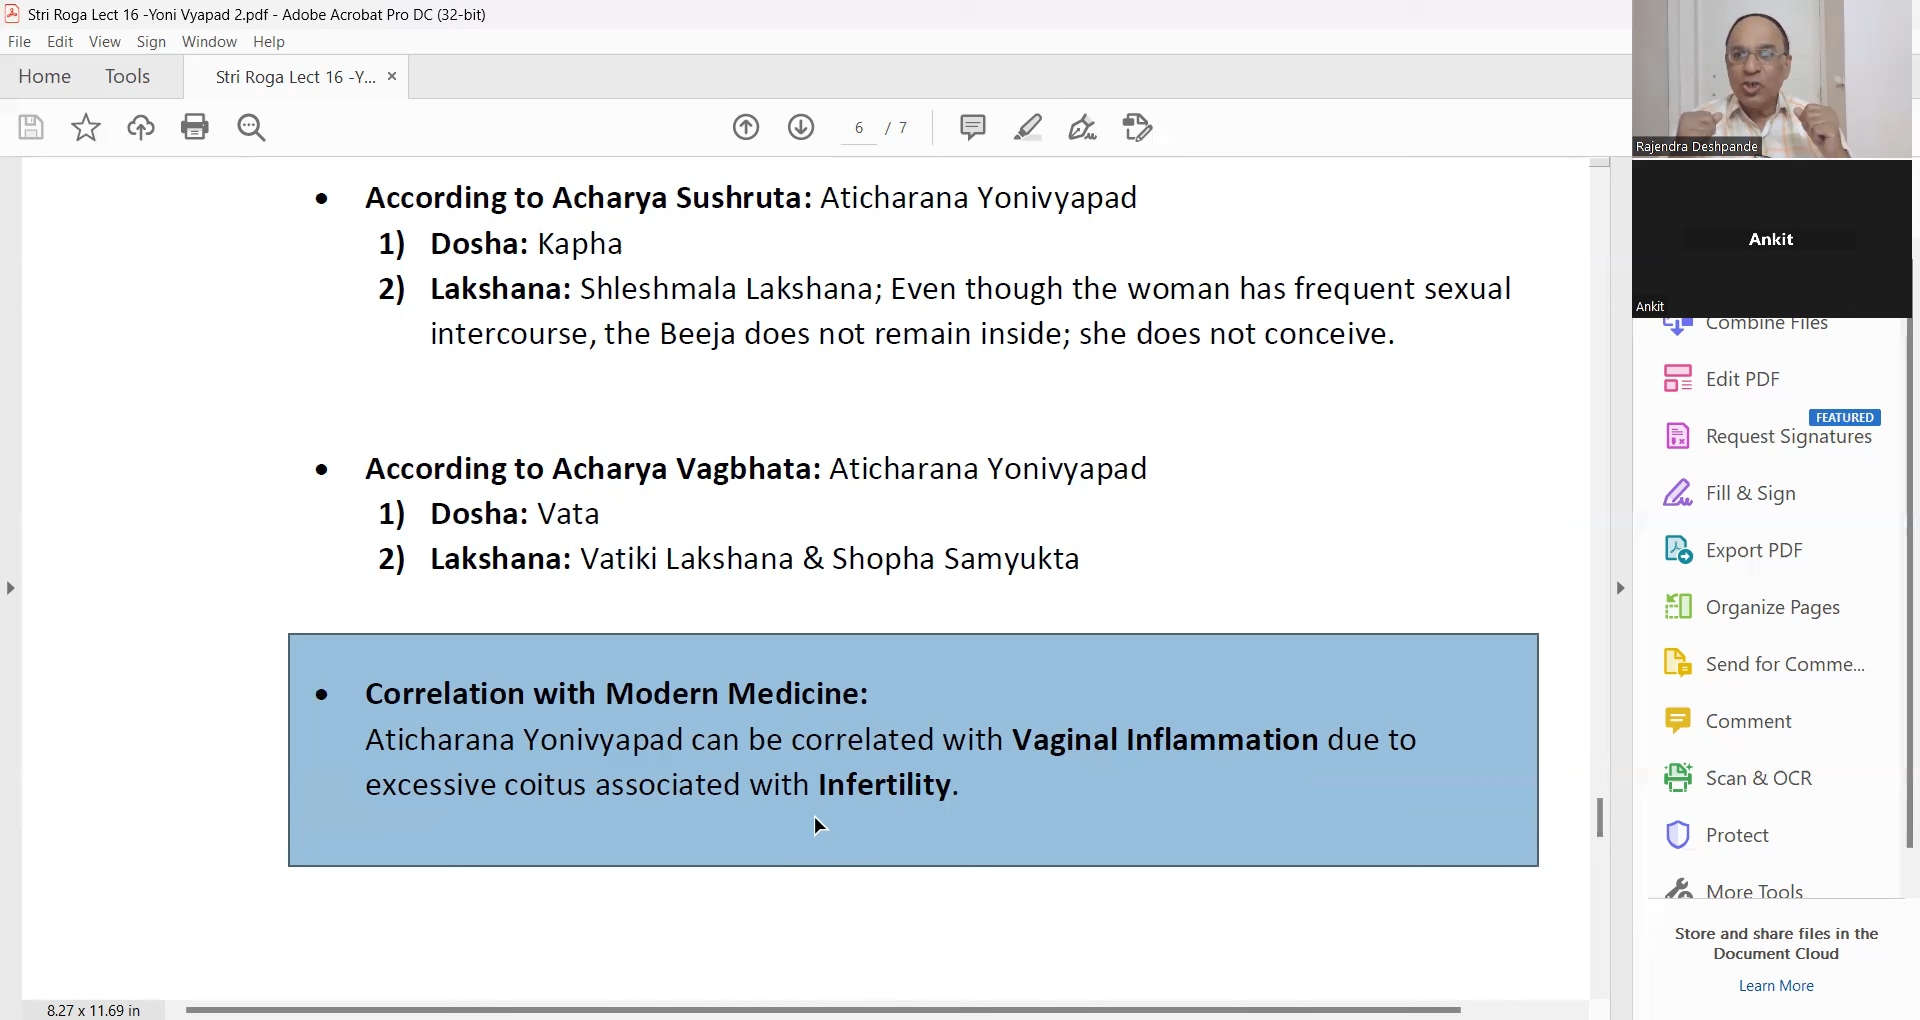 Stri Roga Lect 16 -Yoni Vyapad 2.pdf - Adobe Acrobat Pro DC (32-bit)
File Edit View Sign Window Help
Home Tools Stri Roga Lect 16 -Y... ×
6 / 7
Rajendra Deshpande
Ankit
Ankit
• According to Acharya Sushruta: Aticharana Yonivyapad
1) Dosha: Kapha
2) Lakshana: Shleshmala Lakshana; Even though the woman has frequent sexual
intercourse, the Beeja does not remain inside; she does not conceive.
• According to Acharya Vagbhata: Aticharana Yonivyapad
1) Dosha: Vata
2) Lakshana: Vatiki Lakshana & Shopha Samyukta
• Correlation with Modern Medicine:
Aticharana Yonivyapad can be correlated with Vaginal Inflammation due to
excessive coitus associated with Infertility.
8.27 x 11.69 in
Combine Files
Edit PDF
FEATURED
Request Signatures
Fill & Sign
Export PDF
Organize Pages
Send for Comme...
Comment
Scan & OCR
Protect
More Tools
Store and share files in the
Document Cloud
Learn More